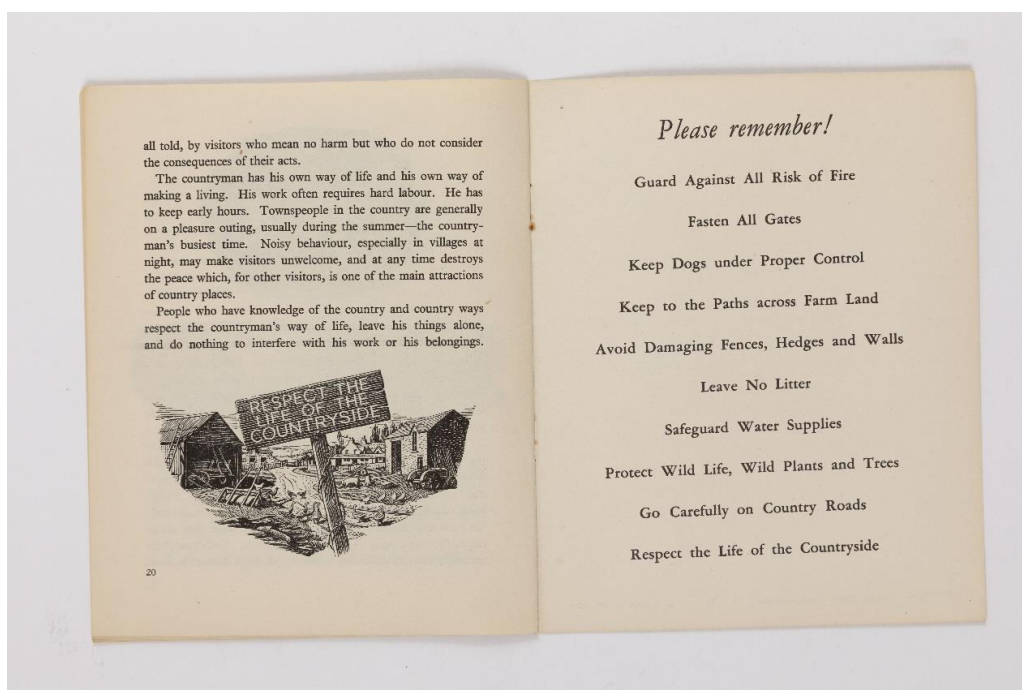 all told, by visitors who mean no harm but who do not consider
the consequences of their acts.
The countryman has his own way of life and his own way of
making a living. His work often requires hard labour. He has
to keep early hours. Townspeople in the country are generally
on a pleasure outing, usually during the summer—the country-
man's busiest time. Noisy behaviour, especially in villages at
night, may make visitors unwelcome, and at any time destroys
the peace which, for other visitors, is one of the main attractions
of country places.
People who have knowledge of the country and country ways
respect the countryman's way of life, leave his things alone,
and do nothing to interfere with his work or his belongings.
RESPECT THE
LIFE OF THE
COUNTRYSIDE
20
Please remember!
Guard Against All Risk of Fire
Fasten All Gates
Keep Dogs under Proper Control
Keep to the Paths across Farm Land
Avoid Damaging Fences, Hedges and Walls
Leave No Litter
Safeguard Water Supplies
Protect Wild Life, Wild Plants and Trees
Go Carefully on Country Roads
Respect the Life of the Countryside